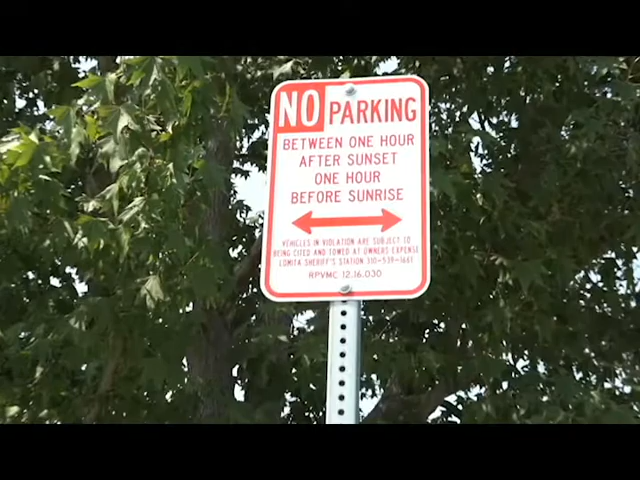 NO PARKING
BETWEEN ONE HOUR
AFTER SUNSET
ONE HOUR
BEFORE SUNRISE
VEHICLES IN VIOLATION ARE SUBJECT TO
BEING CITED AND TOWED AT OWNERS EXPENSE
LOMITA SHERIFF'S STATION 310-539-1661
RPVMC 12.16.030